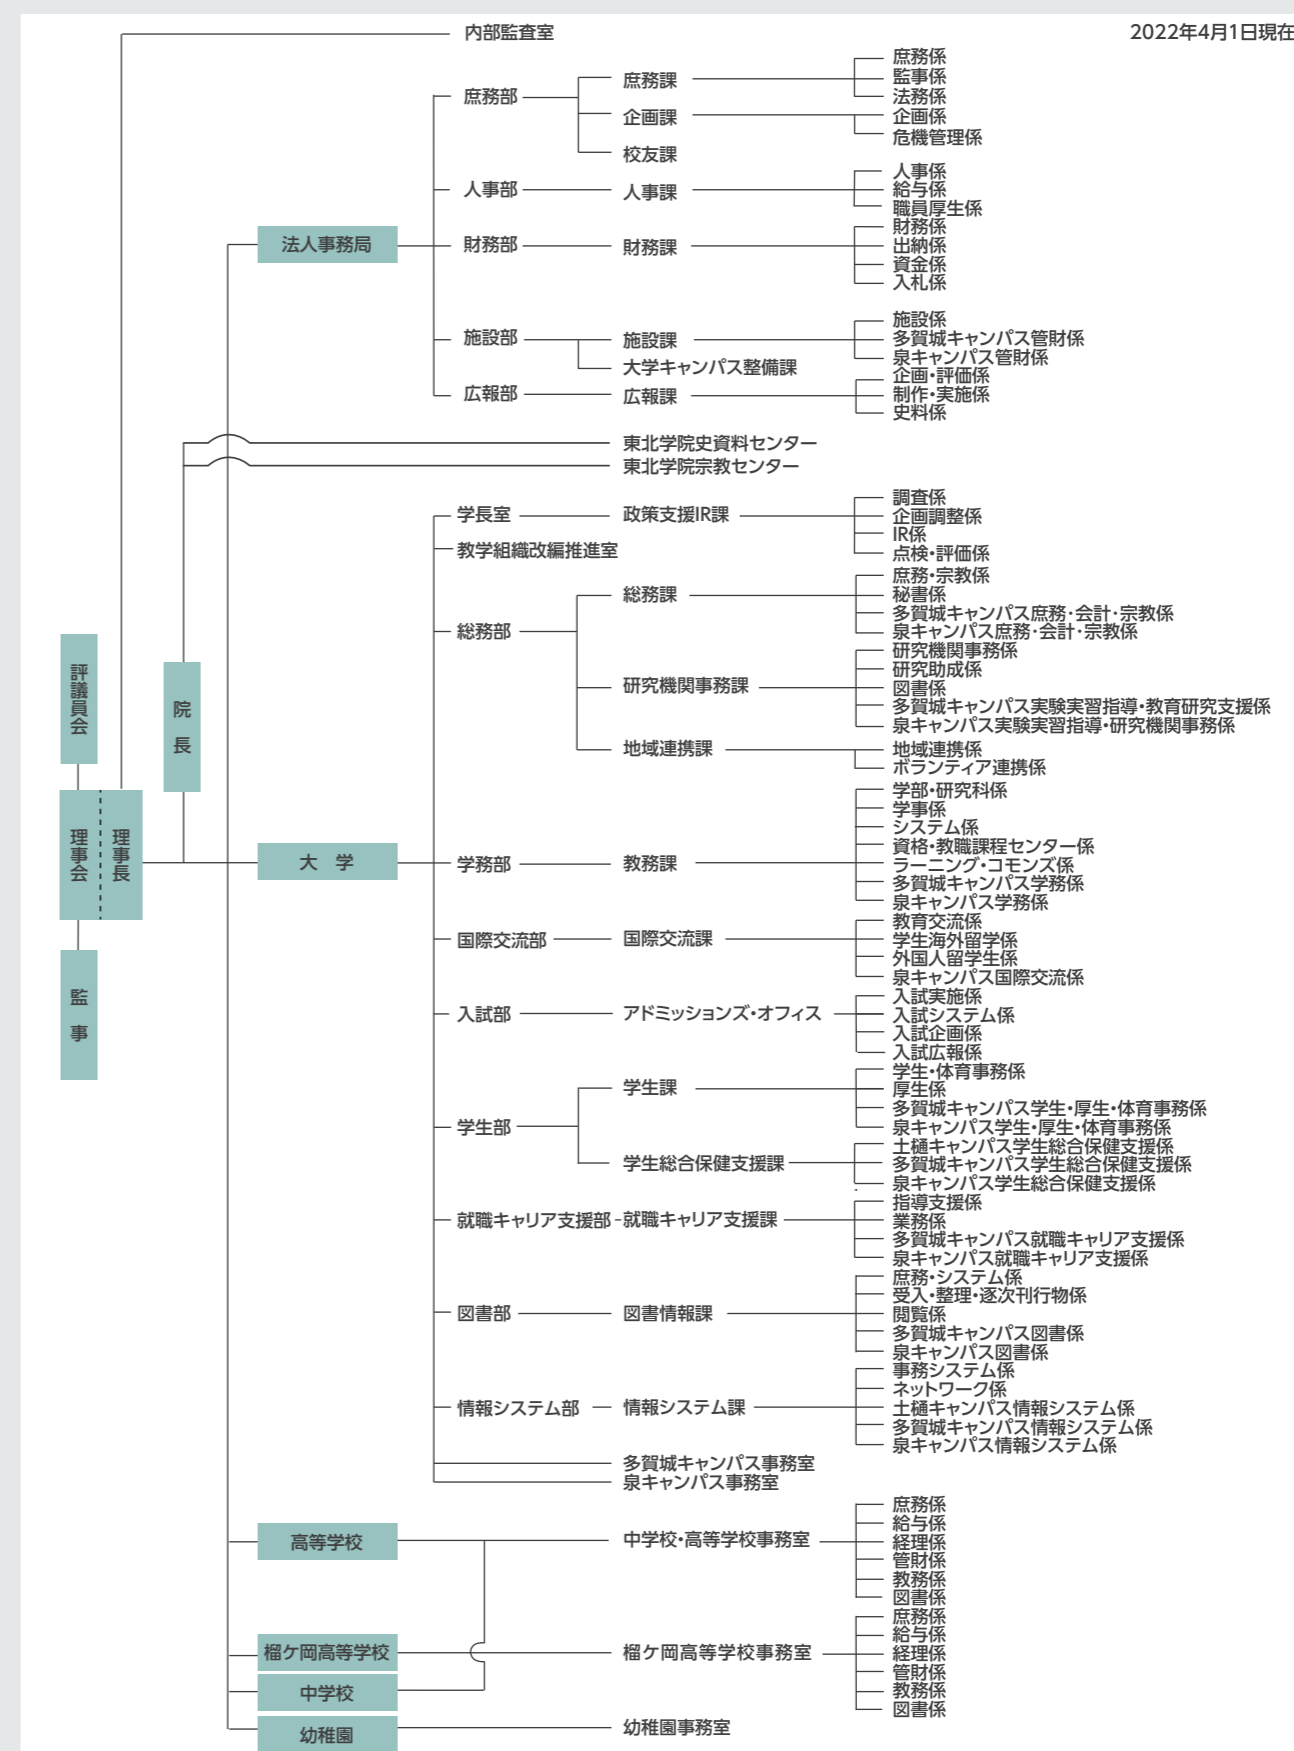 2022年4月1日現在
内部監査室
評議員会
理事会
理事長
監事
院長
法人事務局
庶務部
庶務課
庶務係
監事係
法務係
企画課
企画係
危機管理係
校友課
人事部
人事課
人事係
給与係
職員厚生係
財務部
財務課
財務係
出納係
資金係
入札係
施設部
施設課
施設係
多賀城キャンパス管財係
泉キャンパス管財係
大学キャンパス整備課
広報部
広報課
企画・評価係
制作・実施係
史料係
東北学院史資料センター
東北学院宗教センター
大学
学長室
政策支援IR課
調査係
企画調整係
IR係
点検・評価係
教学組織改編推進室
総務部
総務課
庶務・宗教係
秘書係
多賀城キャンパス庶務・会計・宗教係
泉キャンパス庶務・会計・宗教係
研究機関事務課
研究機関事務係
研究助成係
図書係
多賀城キャンパス実験実習指導・教育研究支援係
泉キャンパス実験実習指導・研究機関事務係
地域連携課
地域連携係
ボランティア連携係
学務部
教務課
学部・研究科係
学事係
システム係
資格・教職課程センター係
ラーニング・コモンズ係
多賀城キャンパス学務係
泉キャンパス学務係
国際交流部
国際交流課
教育交流係
学生海外留学係
外国人留学生係
泉キャンパス国際交流係
入試部
アドミッションズ・オフィス
入試実施係
入試システム係
入試企画係
入試広報係
学生部
学生課
学生・体育事務係
厚生係
多賀城キャンパス学生・厚生・体育事務係
泉キャンパス学生・厚生・体育事務係
学生総合保健支援課
土樋キャンパス学生総合保健支援係
多賀城キャンパス学生総合保健支援係
泉キャンパス学生総合保健支援係
就職キャリア支援部
就職キャリア支援課
指導支援係
業務係
多賀城キャンパス就職キャリア支援係
泉キャンパス就職キャリア支援係
図書部
図書情報課
庶務・システム係
受入・整理・逐次刊行物係
閲覧係
多賀城キャンパス図書係
泉キャンパス図書係
情報システム部
情報システム課
事務システム係
ネットワーク係
土樋キャンパス情報システム係
多賀城キャンパス情報システム係
泉キャンパス情報システム係
多賀城キャンパス事務室
泉キャンパス事務室
高等学校
中学校・高等学校事務室
庶務係
給与係
経理係
管財係
教務係
図書係
榴ケ岡高等学校
榴ケ岡高等学校事務室
庶務係
給与係
経理係
管財係
教務係
図書係
中学校
幼稚園
幼稚園事務室